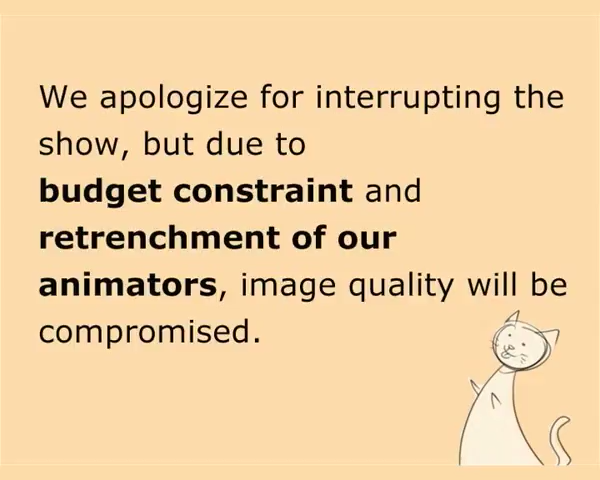 We apologize for interrupting the
show, but due to
budget constraint and
retrenchment of our
animators, image quality will be
compromised.